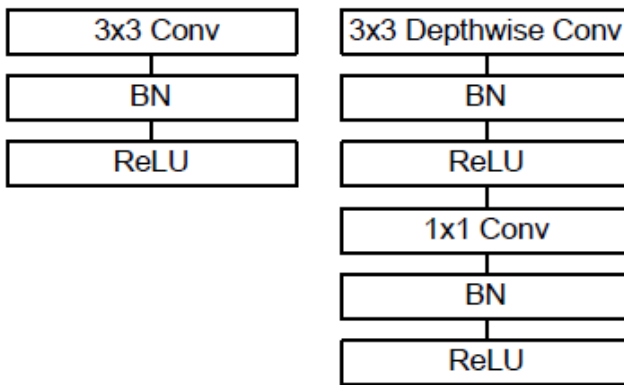 3x3 Conv
BN
ReLU
3x3 Depthwise Conv
BN
ReLU
1x1 Conv
BN
ReLU